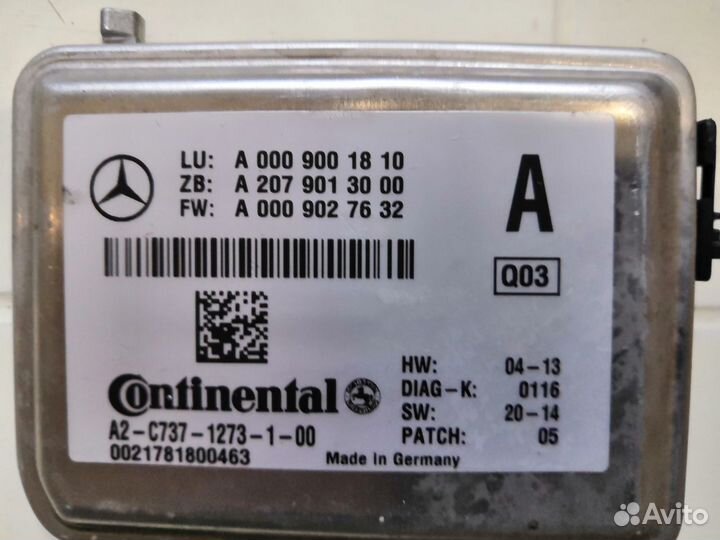 LU: A 000 900 18 10
ZB: A 207 901 30 00
FW: A 000 902 76 32
A
Q03
Continental
HW: 04-13
DIAG-K: 0116
SW: 20-14
PATCH: 05
A2-C737-1273-1-00
0021781800463
Made in Germany
Avito